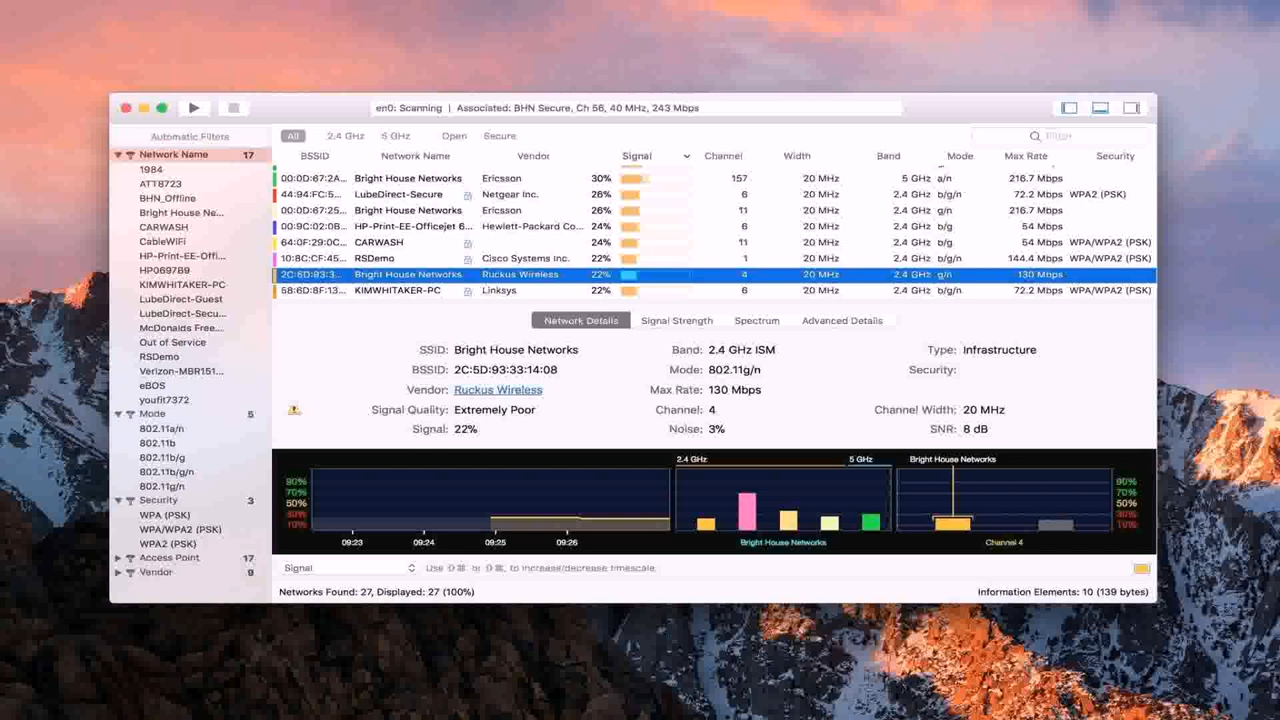 en0: Scanning | Associated: BHN Secure, Ch 56, 40 MHz, 243 Mbps
Automatic Filters
All 2.4 GHz 5 GHz Open Secure Filter
BSSID Network Name Vendor Signal Channel Width Band Mode Max Rate Security
Network Name 17
1984
ATT8723
BHN_Offline
Bright House Ne...
CARWASH
CableWiFi
HP-Print-EE-Offi...
HP0697B9
KIMWHITAKER-PC
LubeDirect-Guest
LubeDirect-Secu...
McDonalds Free...
Out of Service
RSDemo
Verizon-MBR151...
eBOS
youfit7372
Mode 5
802.11a/n
802.11b
802.11b/g
802.11b/g/n
802.11g/n
Security 3
WPA (PSK)
WPA/WPA2 (PSK)
WPA2 (PSK)
Access Point 17
Vendor 9
00:0D:67:2A... Bright House Networks Ericsson 30% 157 20 MHz 5 GHz a/n 216.7 Mbps
44:94:FC:5... LubeDirect-Secure Netgear Inc. 26% 6 20 MHz 2.4 GHz b/g/n 72.2 Mbps WPA2 (PSK)
00:0D:67:25... Bright House Networks Ericsson 26% 11 20 MHz 2.4 GHz b/g/n 216.7 Mbps
00:9C:02:0B... HP-Print-EE-Officejet 6... Hewlett-Packard Co... 24% 6 20 MHz 2.4 GHz b/g 54 Mbps
64:0F:29:0C... CARWASH 24% 11 20 MHz 2.4 GHz b/g 54 Mbps WPA/WPA2 (PSK)
10:8C:CF:45... RSDemo Cisco Systems Inc. 22% 1 20 MHz 2.4 GHz b/g/n 144.4 Mbps WPA/WPA2 (PSK)
2C:5D:93:3... Bright House Networks Ruckus Wireless 22% 4 20 MHz 2.4 GHz g/n 130 Mbps
58:6D:8F:13... KIMWHITAKER-PC Linksys 22% 6 20 MHz 2.4 GHz b/g/n 72.2 Mbps WPA/WPA2 (PSK)
Network Details Signal Strength Spectrum Advanced Details
SSID: Bright House Networks Band: 2.4 GHz ISM Type: Infrastructure
BSSID: 2C:5D:93:33:14:08 Mode: 802.11g/n Security:
Vendor: Ruckus Wireless Max Rate: 130 Mbps
Signal Quality: Extremely Poor Channel: 4 Channel Width: 20 MHz
Signal: 22% Noise: 3% SNR: 8 dB
2.4 GHz 5 GHz Bright House Networks
90% 90%
70% 70%
50% 50%
30% 30%
10% 10%
09:23 09:24 09:25 09:26 Bright House Networks Channel 4
Signal Use to increase/decrease timescale.
Networks Found: 27, Displayed: 27 (100%) Information Elements: 10 (139 bytes)